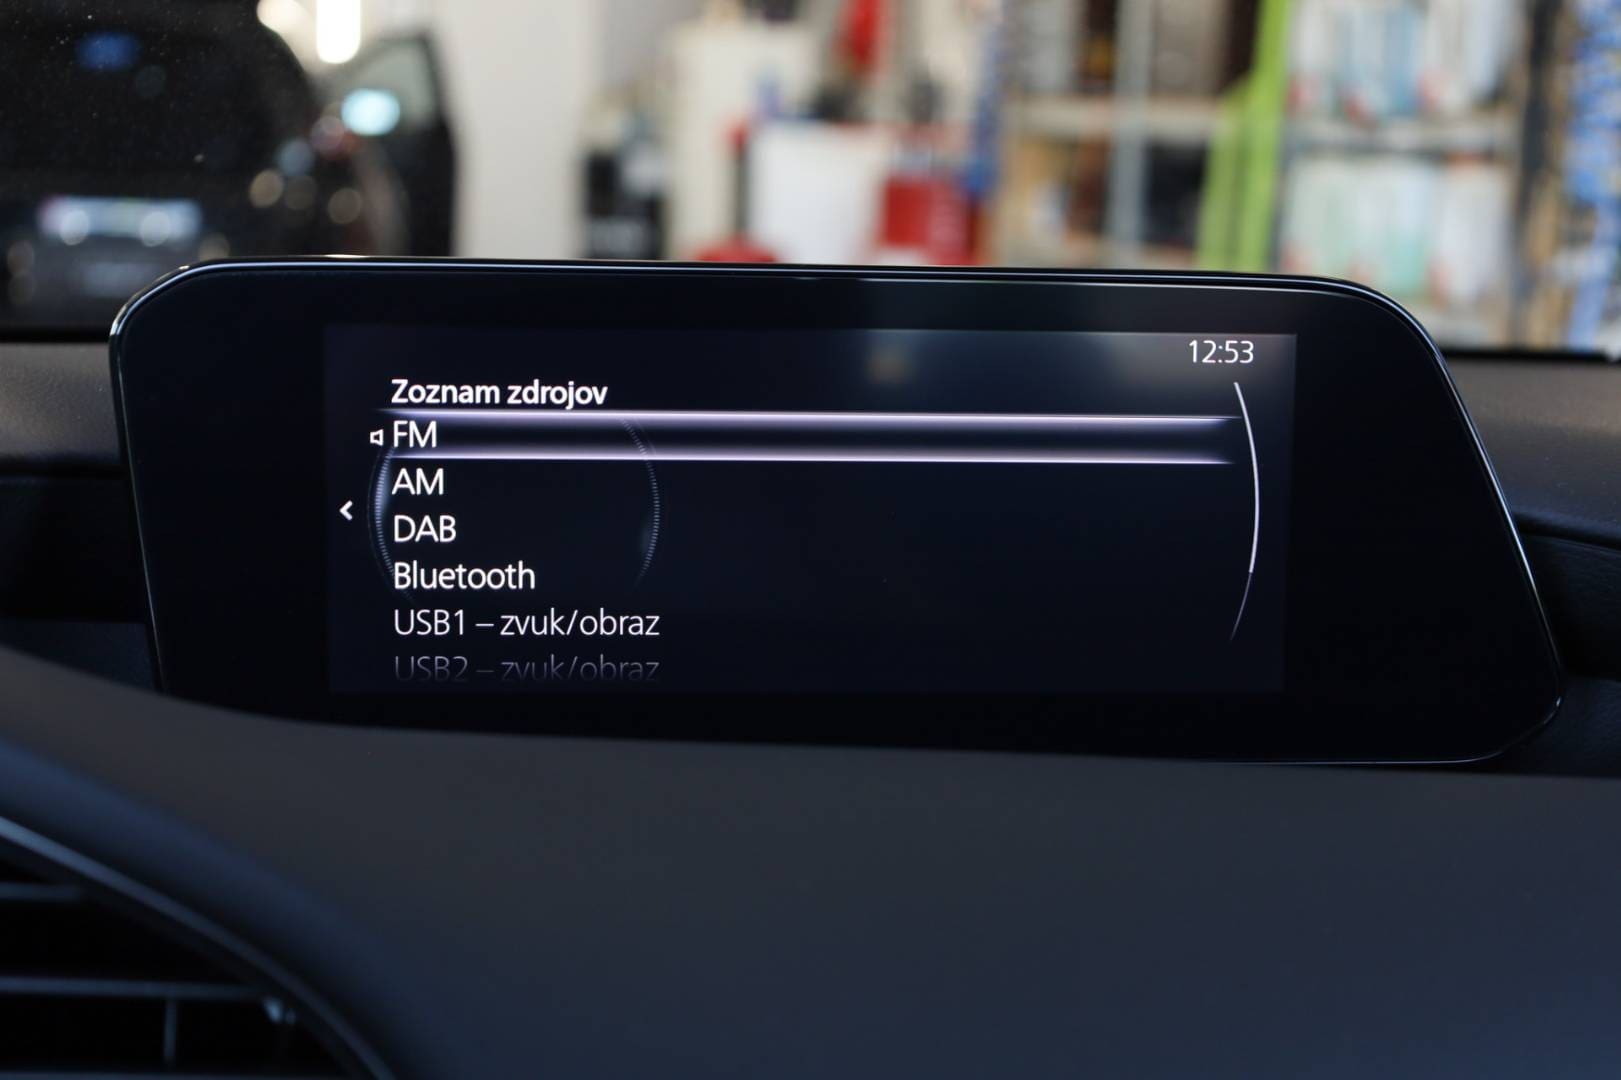 12:53
Zoznam zdrojov
FM
AM
DAB
Bluetooth
USB1 – zvuk/obraz
USB2 – zvuk/obraz